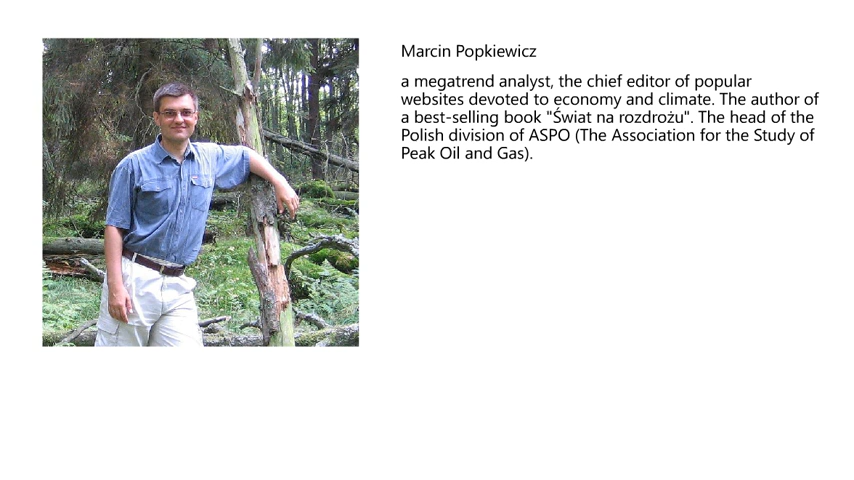 Marcin Popkiewicz
a megatrend analyst, the chief editor of popular
websites devoted to economy and climate. The author of
a best-selling book "Świat na rozdrożu". The head of the
Polish division of ASPO (The Association for the Study of
Peak Oil and Gas).